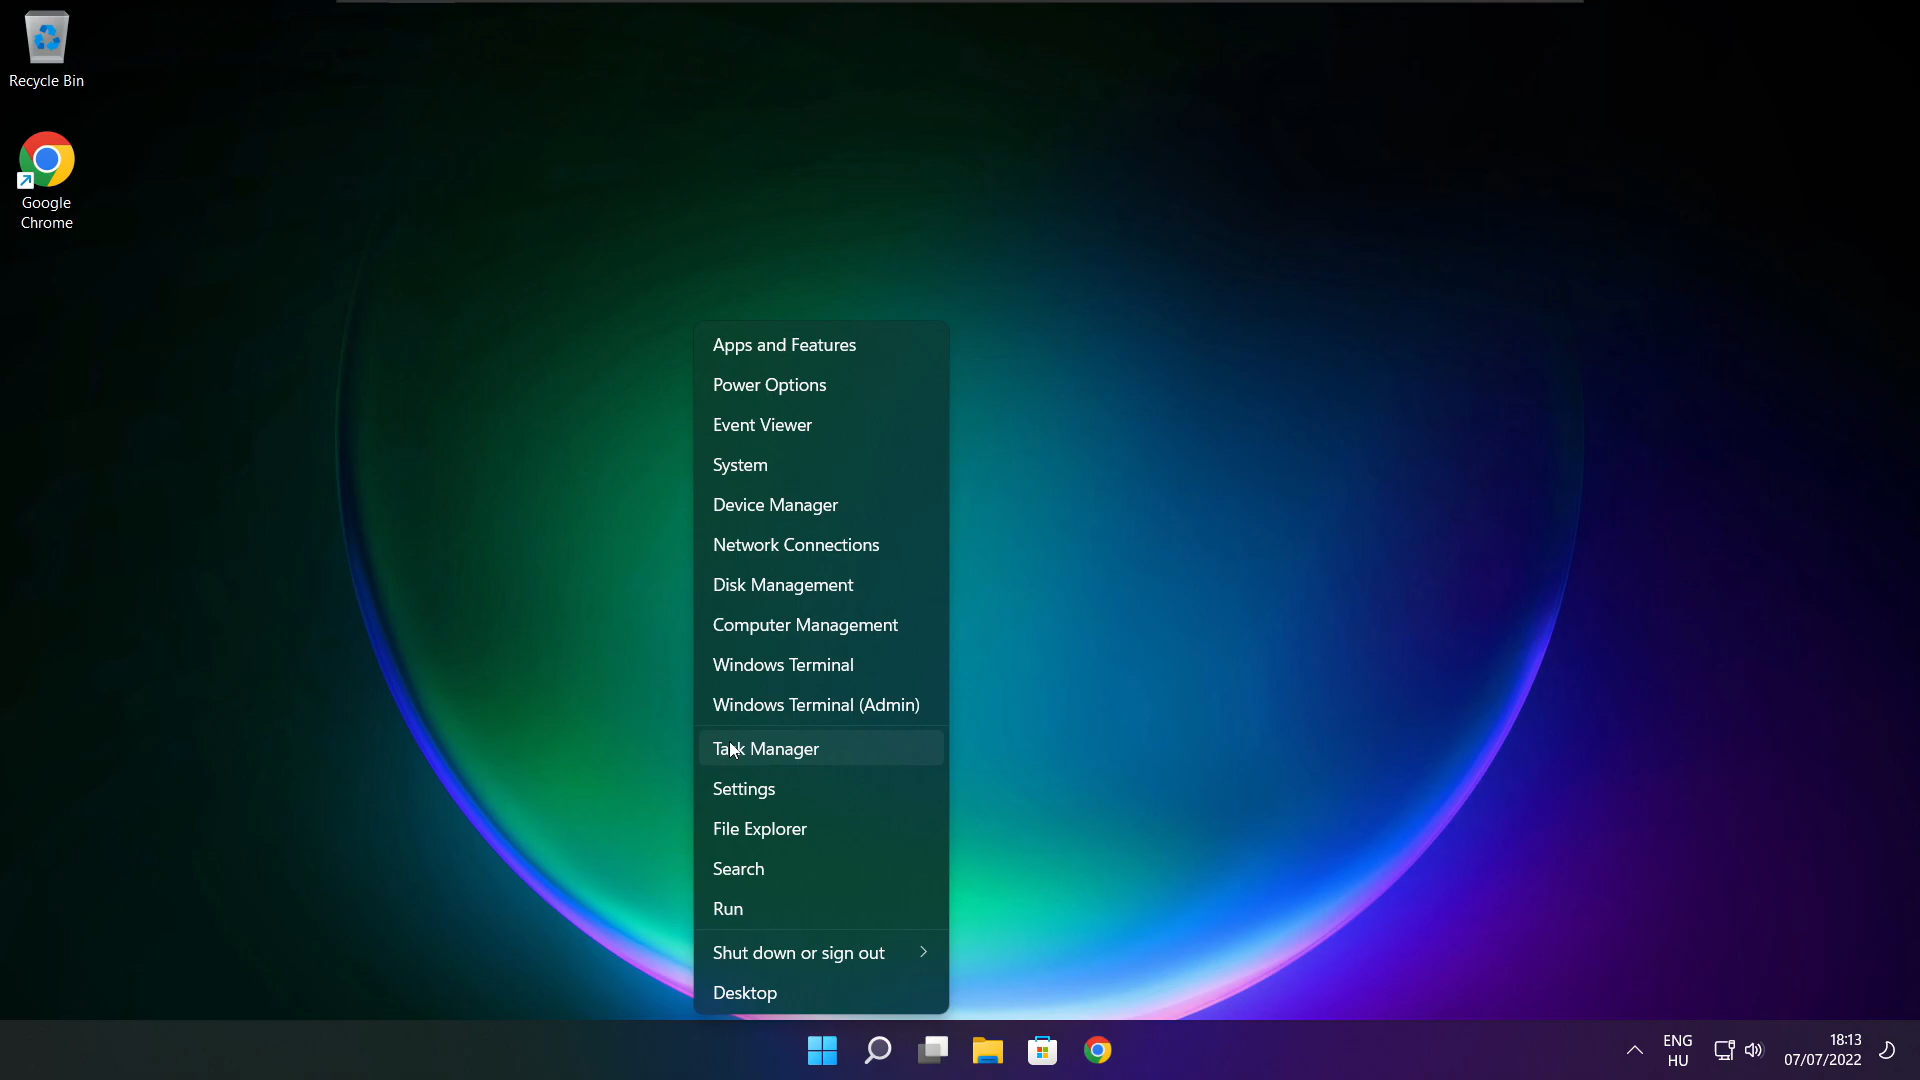 Recycle Bin
Google
Chrome
Apps and Features
Power Options
Event Viewer
System
Device Manager
Network Connections
Disk Management
Computer Management
Windows Terminal
Windows Terminal (Admin)
Task Manager
Settings
File Explorer
Search
Run
Shut down or sign out
Desktop
ENG
HU
18:13
07/07/2022